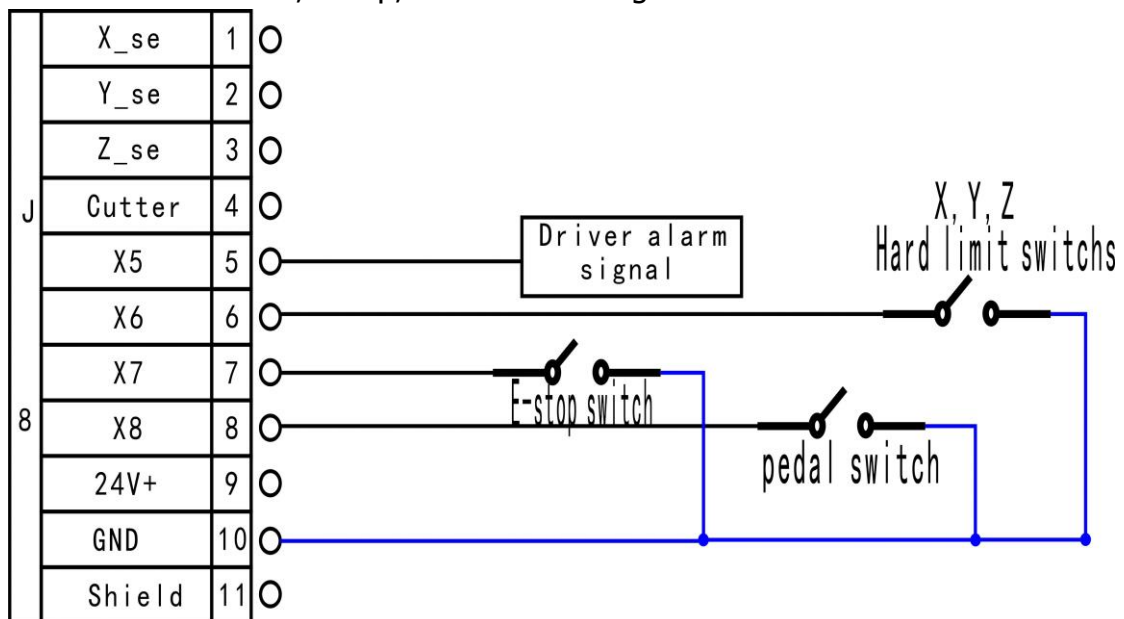 X_se 1
Y_se 2
Z_se 3
J
Cutter 4
X5 5
X6 6
X7 7
8
X8 8
24V+ 9
GND 10
Shield 11
Driver alarm
signal
X, Y, Z
Hard limit switchs
E-stop switch
pedal switch